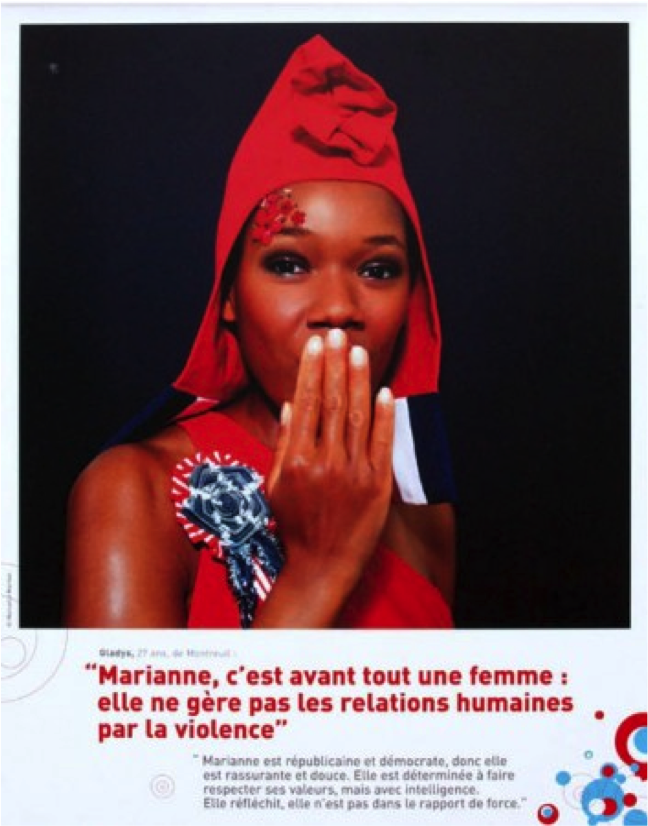 Gladys, 27 ans, de Montreuil :
“Marianne, c’est avant tout une femme :
elle ne gère pas les relations humaines
par la violence”
“ Marianne est républicaine et démocrate, donc elle
est rassurante et douce. Elle est déterminée à faire
respecter ses valeurs, mais avec intelligence.
Elle réfléchit, elle n’est pas dans le rapport de force.”